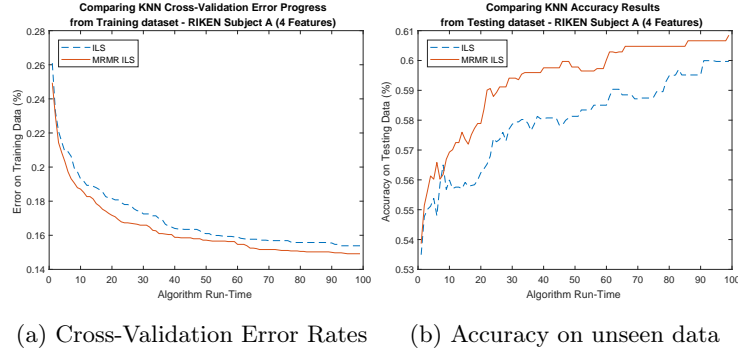 Comparing KNN Cross-Validation Error Progress
from Training dataset - RIKEN Subject A (4 Features)
0.28
0.26
0.24
0.22
0.2
0.18
0.16
0.14
Error on Training Data (%)
ILS
MRMR ILS
0 10 20 30 40 50 60 70 80 90 100
Algorithm Run-Time
(a) Cross-Validation Error Rates
Comparing KNN Accuracy Results
from Testing dataset - RIKEN Subject A (4 Features)
0.61
0.6
0.59
0.58
0.57
0.56
0.55
0.54
0.53
Accuracy on Testing Data (%)
ILS
MRMR ILS
0 10 20 30 40 50 60 70 80 90 100
Algorithm Run-Time
(b) Accuracy on unseen data